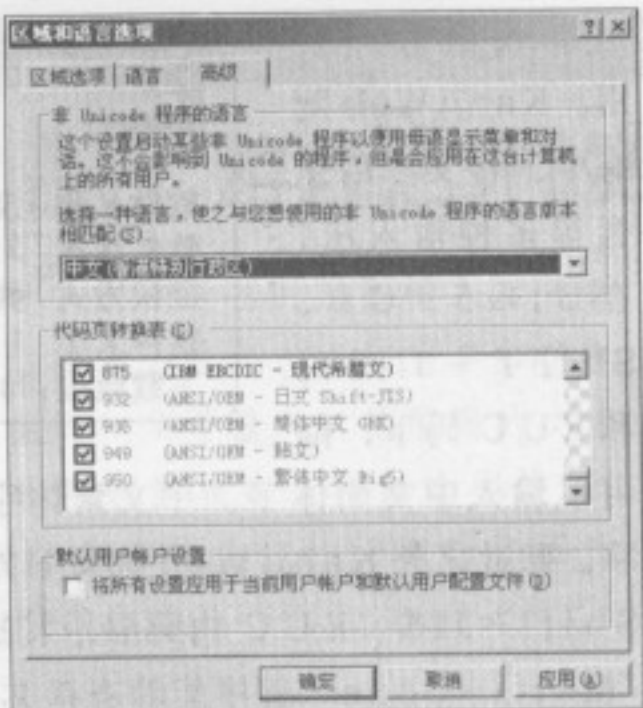 区域和语言选项
区域选项 语言 高级
非 Unicode 程序的语言
这个设置启动某些非 Unicode 程序以便用母语显示菜单和对
话。这不会影响到 Unicode 的程序，但是会应用在这台计算机
上的所有用户。
选择一种语言，使之与您想使用的非 Unicode 程序的语言版本
相匹配(S)
中文(香港特别行政区)
代码页转换表(C)
875 (IBM EBCDIC - 现代希腊文)
932 (ANSI/OEM - 日文 Shift-JIS)
936 (ANSI/OEM - 简体中文 GBK)
949 (ANSI/OEM - 韩文)
950 (ANSI/OEM - 繁体中文 Big5)
默认用户帐户设置
将所有设置应用于当前用户帐户和默认用户配置文件(D)
确定 取消 应用(A)